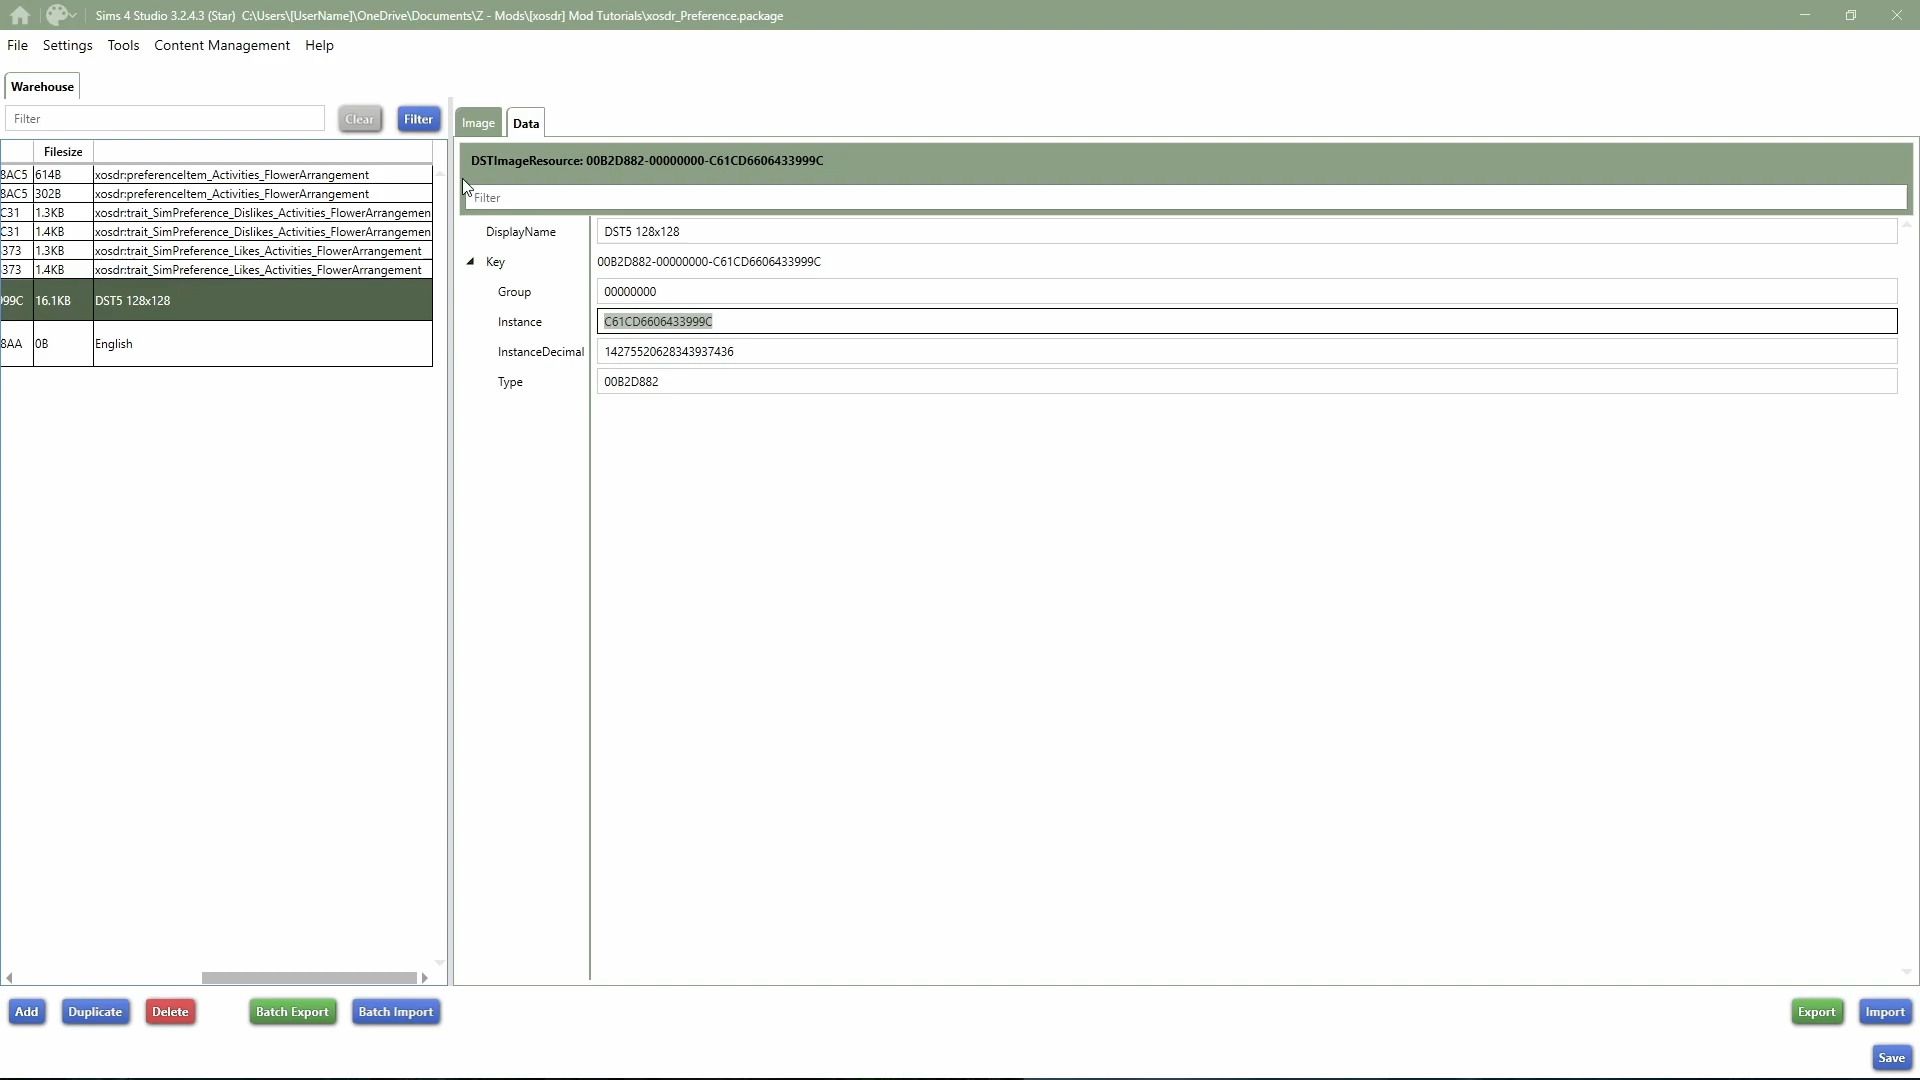 Sims 4 Studio 3.2.4.3 (Star) C:\Users\[UserName]\OneDrive\Documents\Z - Mods\[xosdr] Mod Tutorials\xosdr_Preference.package
File Settings Tools Content Management Help
Warehouse
Filter Clear Filter
Filesize
8AC5 614B xosdr:preferenceItem_Activities_FlowerArrangement
8AC5 302B xosdr:preferenceItem_Activities_FlowerArrangement
C31 1.3KB xosdr:trait_SimPreference_Dislikes_Activities_FlowerArrangemen
C31 1.4KB xosdr:trait_SimPreference_Dislikes_Activities_FlowerArrangemen
373 1.3KB xosdr:trait_SimPreference_Likes_Activities_FlowerArrangement
373 1.4KB xosdr:trait_SimPreference_Likes_Activities_FlowerArrangement
999C 16.1KB DST5 128x128
8AA 0B English
Image Data
DSTImageResource: 00B2D882-00000000-C61CD6606433999C
Filter
DisplayName DST5 128x128
Key 00B2D882-00000000-C61CD6606433999C
Group 00000000
Instance C61CD6606433999C
InstanceDecimal 14275520628343937436
Type 00B2D882
Add Duplicate Delete Batch Export Batch Import Export Import
Save